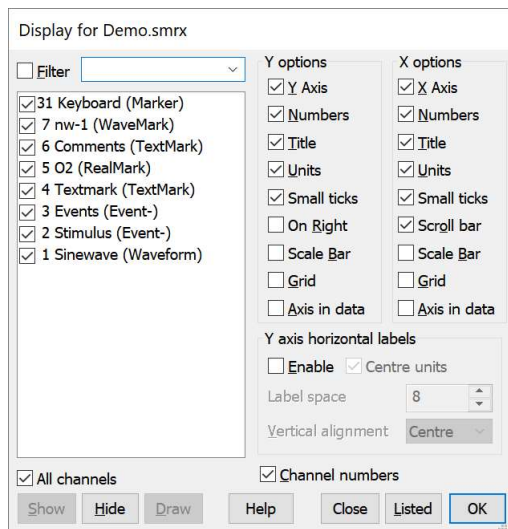 Display for Demo.smrx
Filter
31 Keyboard (Marker)
7 nw-1 (WaveMark)
6 Comments (TextMark)
5 O2 (RealMark)
4 Textmark (TextMark)
3 Events (Event-)
2 Stimulus (Event-)
1 Sinewave (Waveform)
All channels
Show Hide Draw
Y options
Y Axis
Numbers
Title
Units
Small ticks
On Right
Scale Bar
Grid
Axis in data
X options
X Axis
Numbers
Title
Units
Small ticks
Scroll bar
Scale Bar
Grid
Axis in data
Y axis horizontal labels
Enable Centre units
Label space 8
Vertical alignment Centre
Channel numbers
Help Close Listed OK